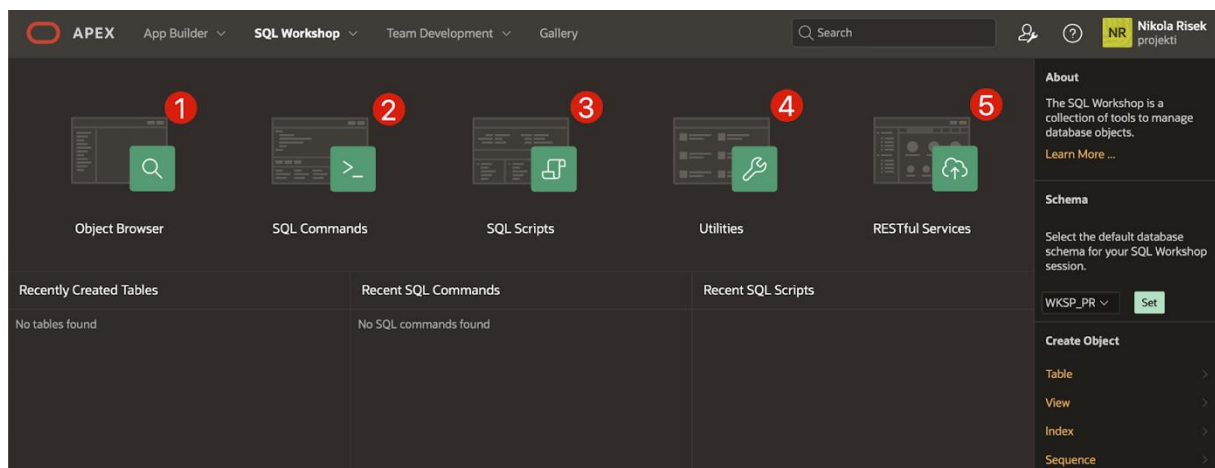 APEX App Builder SQL Workshop Team Development Gallery Search NR Nikola Risek
projekti
1 2 3 4 5
Object Browser SQL Commands SQL Scripts Utilities RESTful Services
Recently Created Tables Recent SQL Commands Recent SQL Scripts
No tables found No SQL commands found
About
The SQL Workshop is a
collection of tools to manage
database objects.
Learn More ...
Schema
Select the default database
schema for your SQL Workshop
session.
WKSP_PR Set
Create Object
Table
View
Index
Sequence